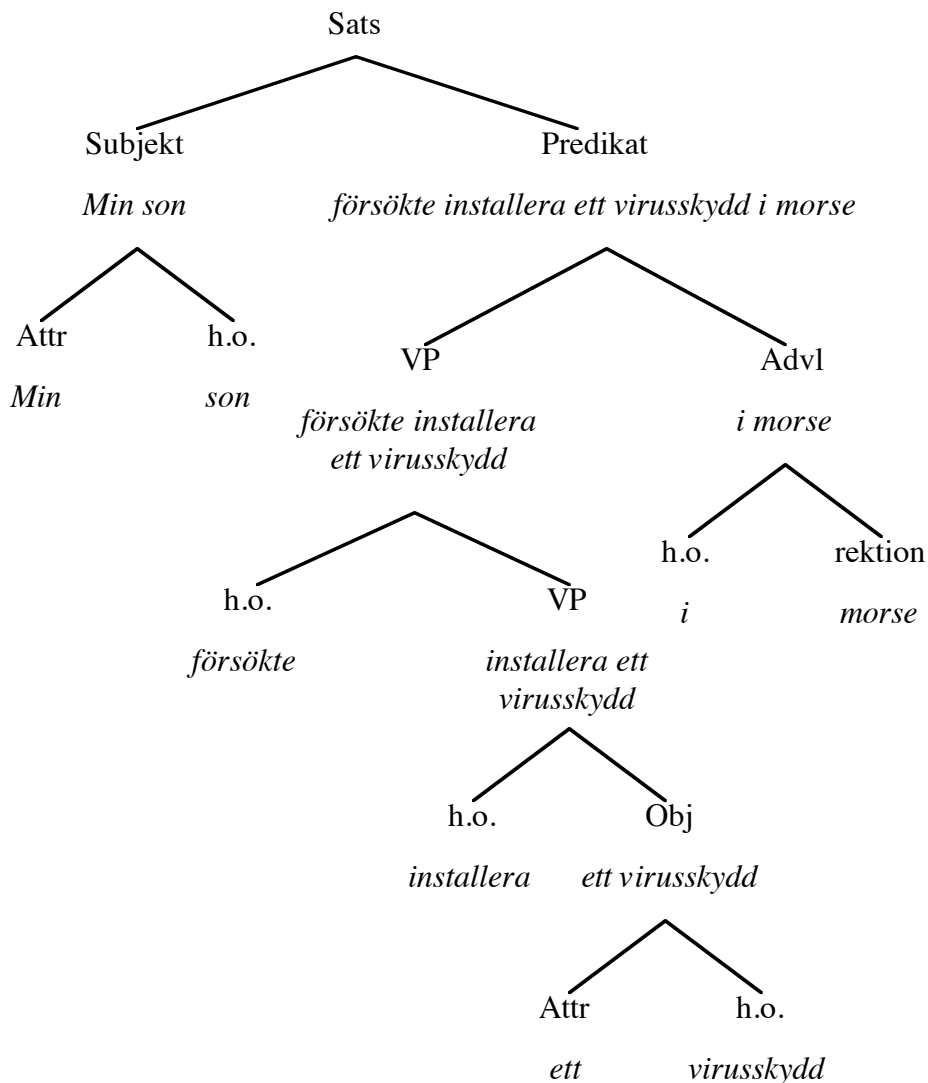 Sats
Subjekt Predikat
Min son försökte installera ett virusskydd i morse
Attr h.o.
VP Advl
Min son
försökte installera i morse
ett virusskydd
h.o. rektion
h.o. VP
i morse
försökte installera ett
virusskydd
h.o. Obj
installera ett virusskydd
Attr h.o.
ett virusskydd